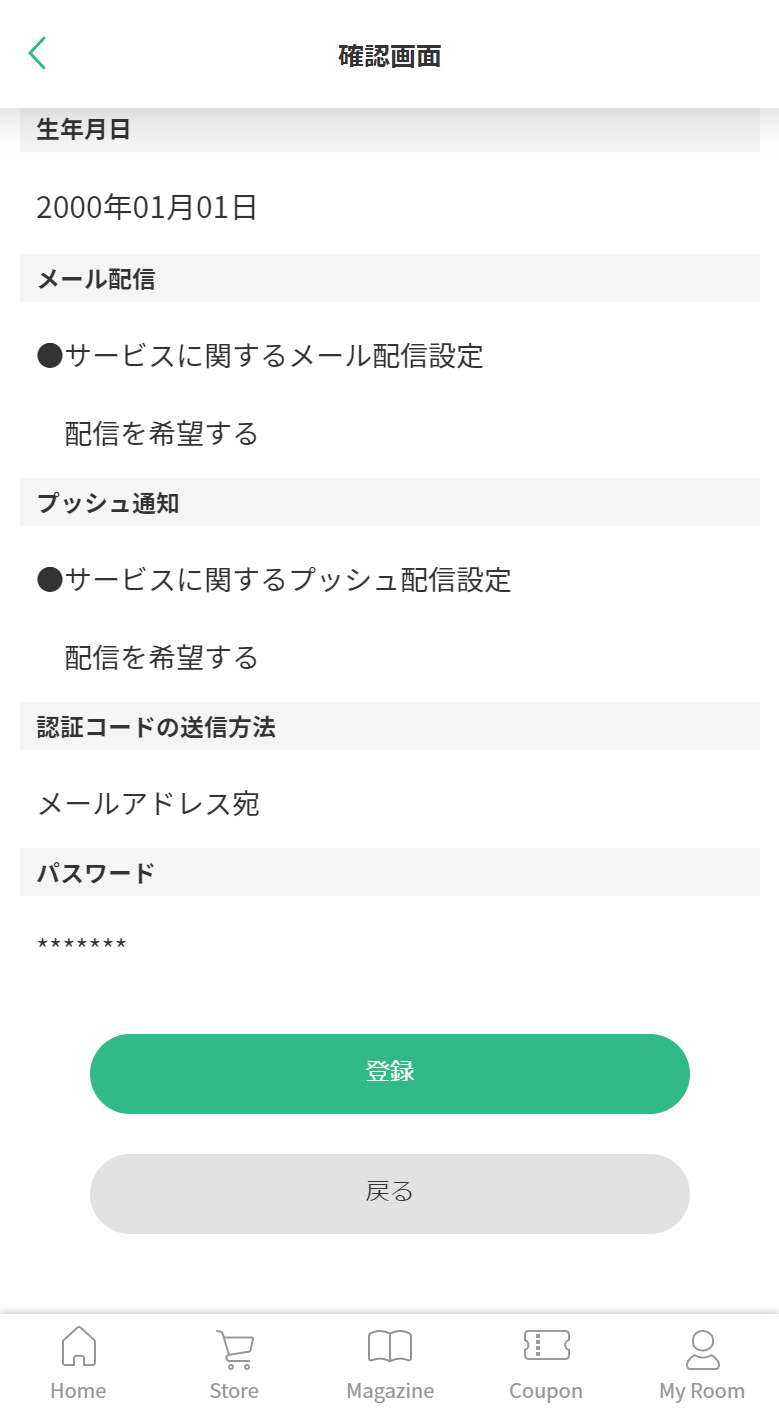 確認画面
生年月日
2000年01月01日
メール配信
●サービスに関するメール配信設定
配信を希望する
プッシュ通知
●サービスに関するプッシュ配信設定
配信を希望する
認証コードの送信方法
メールアドレス宛
パスワード
*******
登録
戻る
Home Store Magazine Coupon My Room